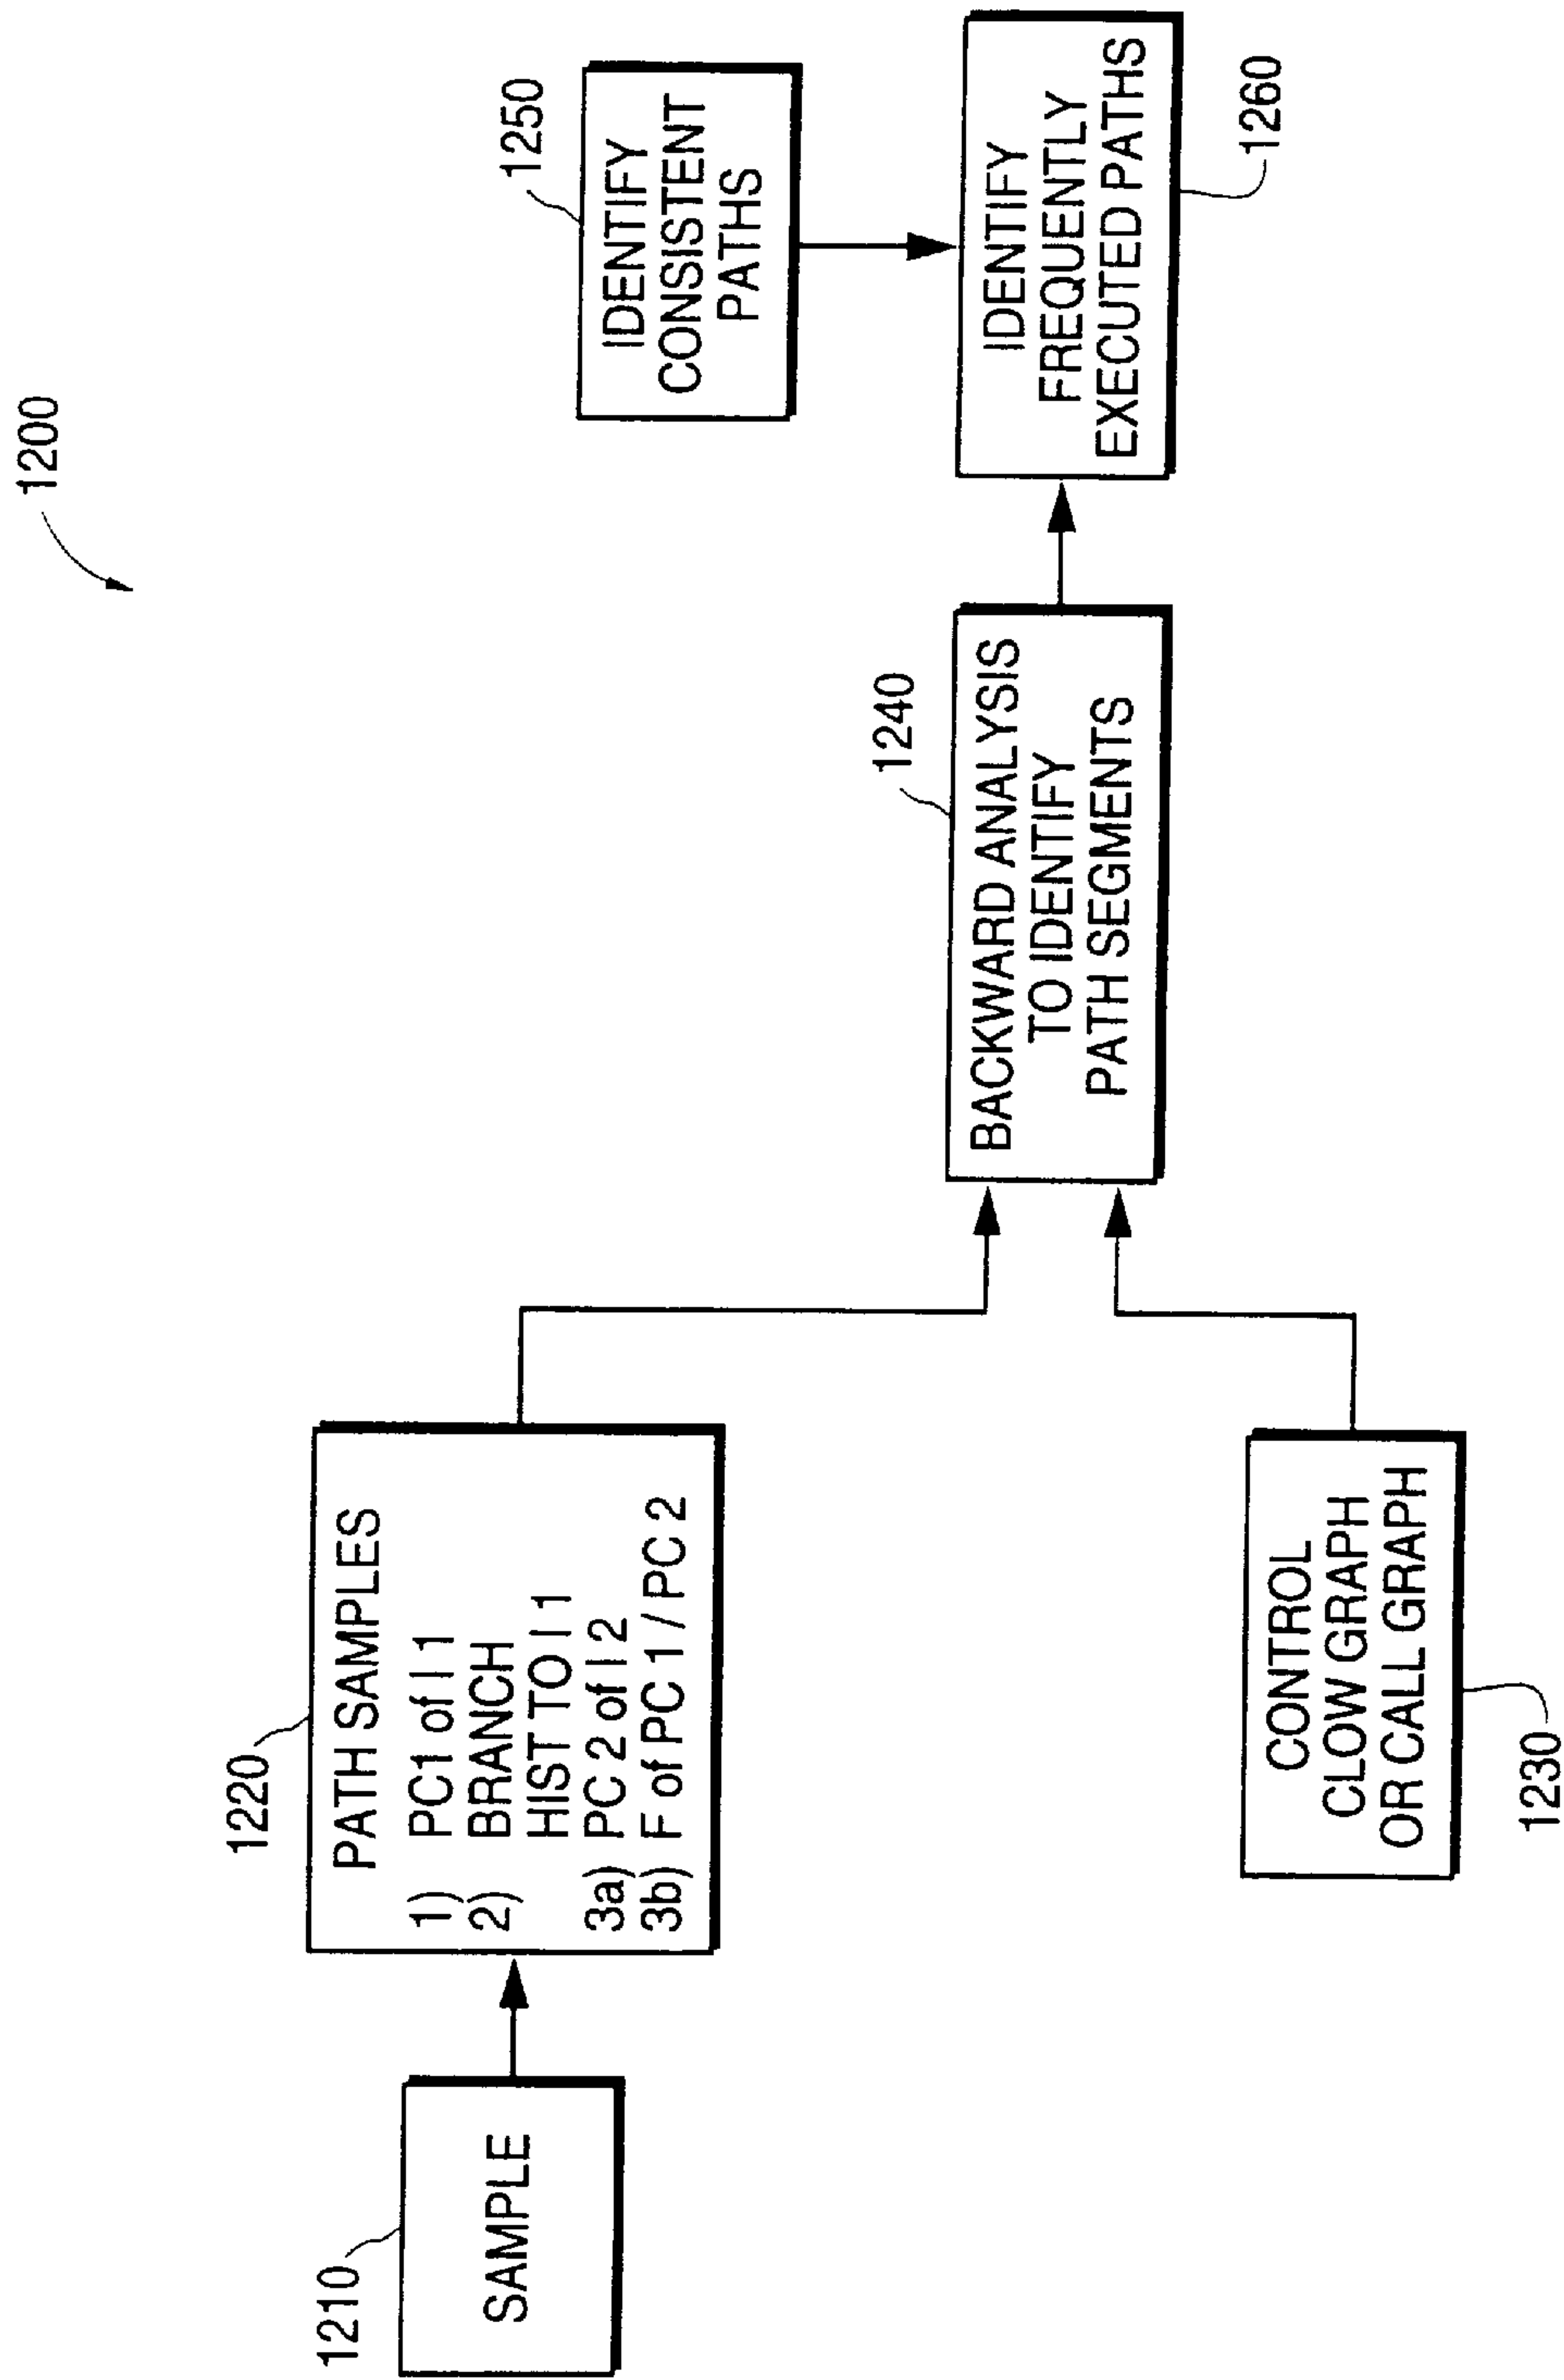 1200
1210
SAMPLE
1220
PATH SAMPLES
1) PC1 of I 1
2) BRANCH
HIST TO I 1
3a) PC 2 of I 2
3b) F of PC 1 / PC 2
CONTROL
CLOW GRAPH
OR CALL GRAPH
1230
1240
BACKWARD ANALYSIS
TO IDENTIFY
PATH SEGMENTS
1250
IDENTIFY
CONSISTENT
PATHS
IDENTIFY
FREQUENTLY
EXECUTED PATHS
1260